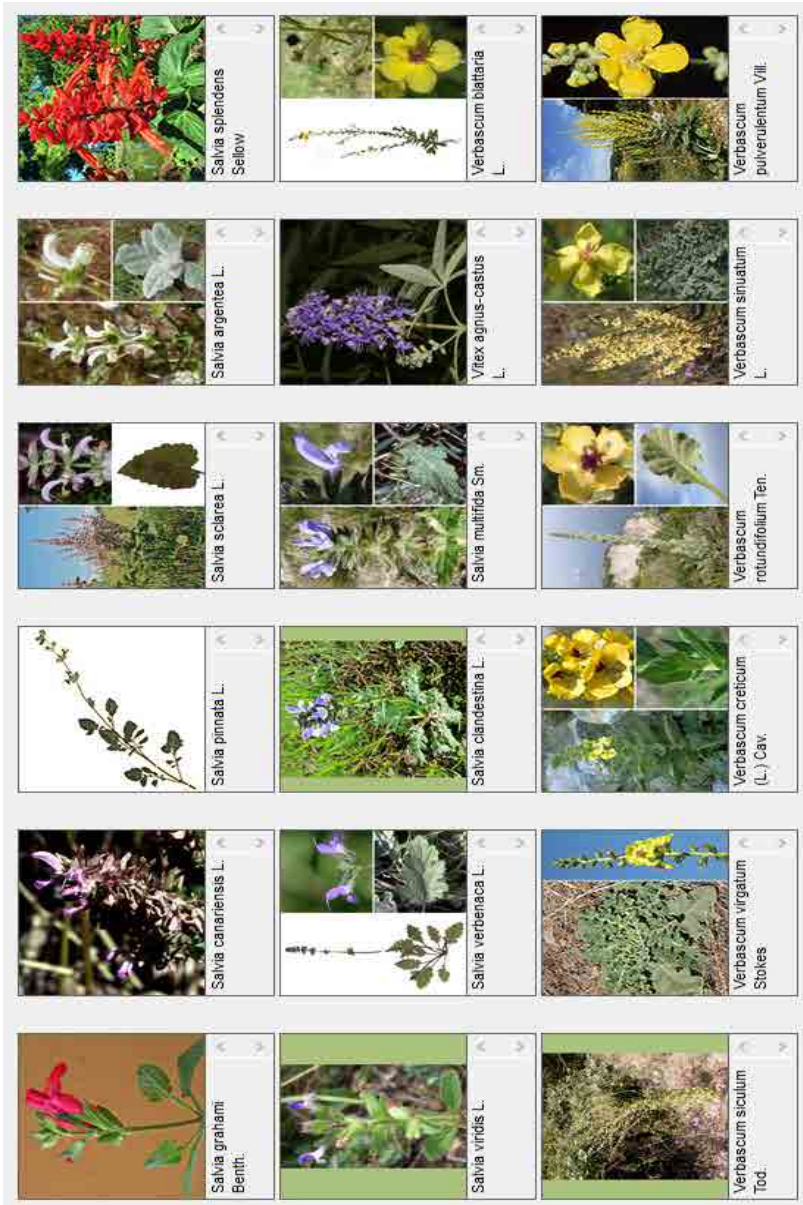 Salvia grahami
Benth.
Salvia canariensis L.
Salvia pinnata L.
Salvia sclarea L.
Salvia argentea L.
Salvia splendens
Sellow
Salvia viridis L.
Salvia verbenaca L.
Salvia clandestina L.
Salvia multifida Sm.
Vitex agnus-castus
L.
Verbascum blattaria
L.
Verbascum siculum
Tod.
Verbascum virgatum
Stokes
Verbascum creticum
(L.) Cav.
Verbascum
rotundifolium Ten.
Verbascum sinuatum
L.
Verbascum
pulverulentum Vill.